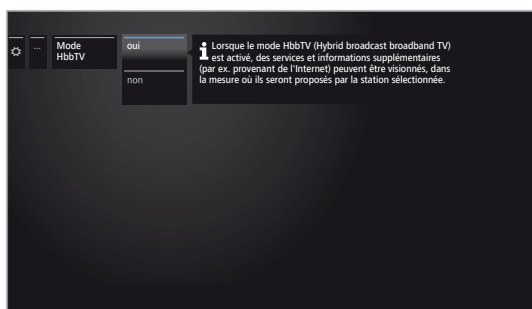 ...
Mode
HbbTV
oui
non
i Lorsque le mode HbbTV (Hybrid broadcast broadband TV)
est activé, des services et informations supplémentaires
(par ex. provenant de l'Internet) peuvent être visionnés, dans
la mesure où ils seront proposés par la station sélectionnée.